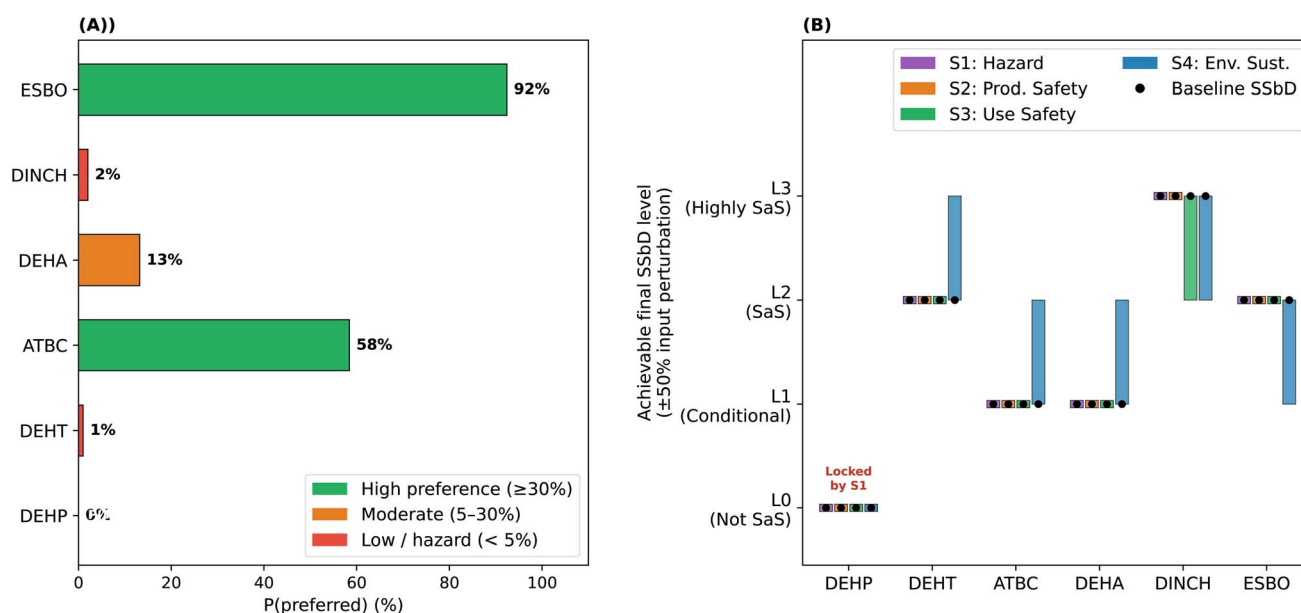 (A))
ESBO
92%
DINCH
2%
DEHA
13%
ATBC
58%
DEHT
1%
DEHP
0%
High preference (≥30%)
Moderate (5–30%)
Low / hazard (< 5%)
0 20 40 60 80 100
P(preferred) (%)
(B)
S1: Hazard
S2: Prod. Safety
S3: Use Safety
S4: Env. Sust.
Baseline SSbD
Achievable final SSbD level
(±50% input perturbation)
L3
(Highly SaS)
L2
(SaS)
L1
(Conditional)
L0
(Not SaS)
Locked
by S1
DEHP DEHT ATBC DEHA DINCH ESBO